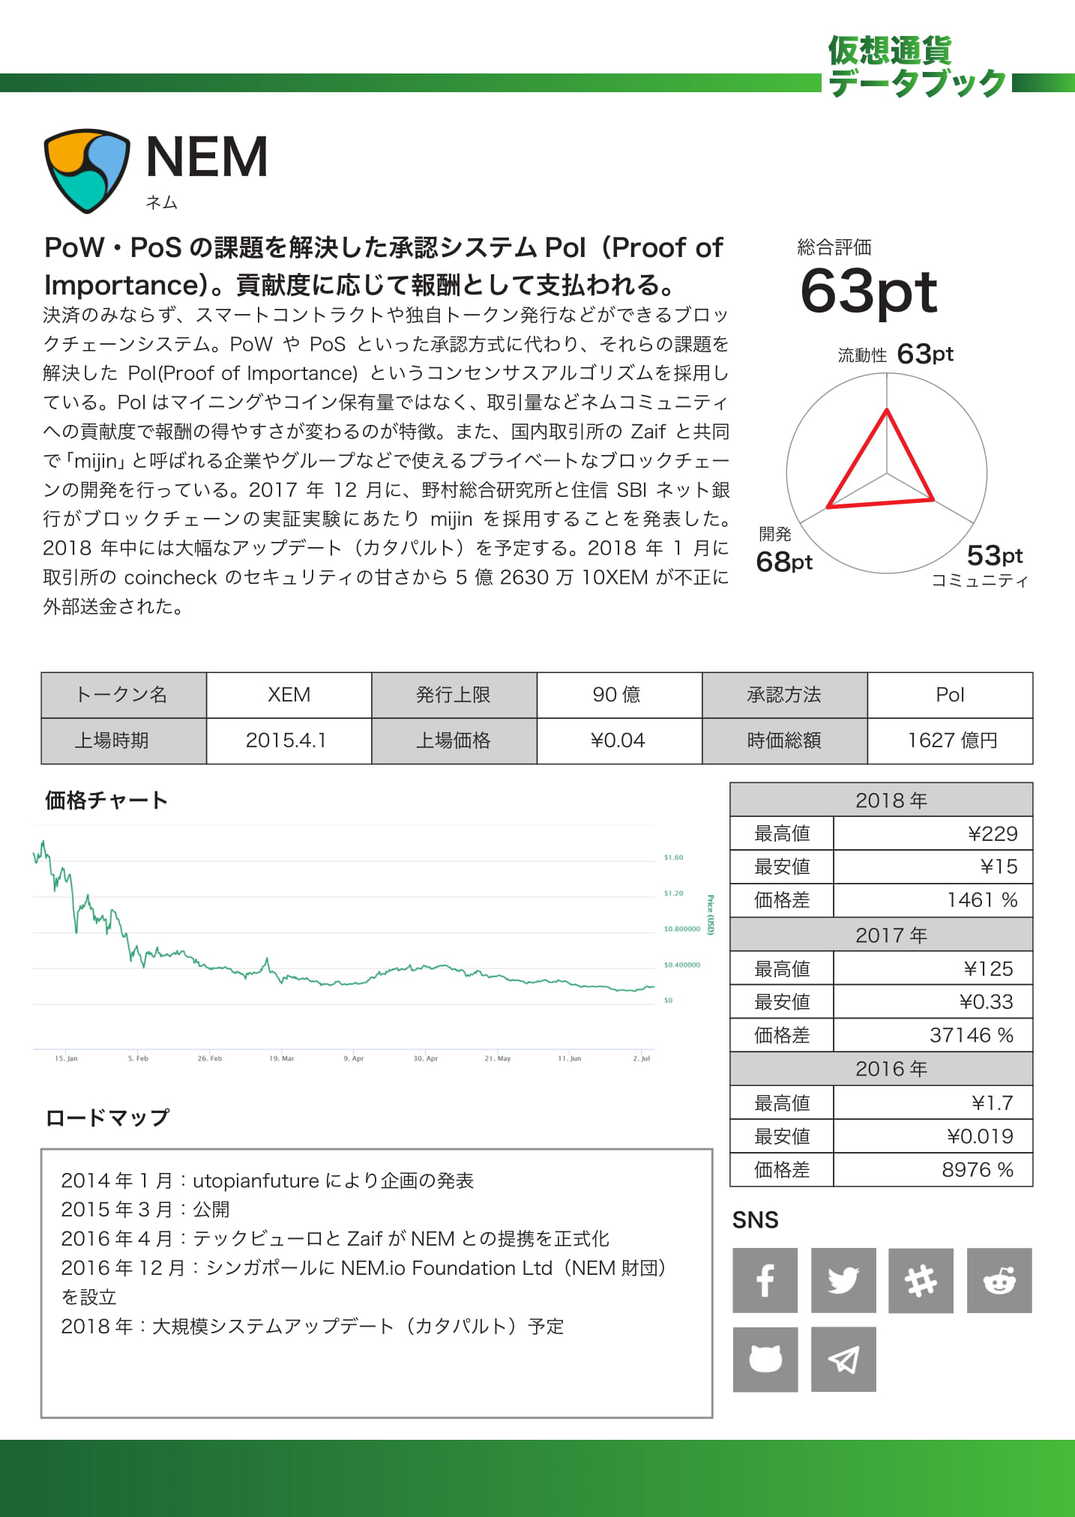 仮想通貨
データブック
NEM
ネム
PoW・PoS の課題を解決した承認システム PoI（Proof of
Importance）。貢献度に応じて報酬として支払われる。
決済のみならず、スマートコントラクトや独自トークン発行などができるブロッ
クチェーンシステム。PoW や PoS といった承認方式に代わり、それらの課題を
解決した PoI(Proof of Importance) というコンセンサスアルゴリズムを採用し
ている。PoI はマイニングやコイン保有量ではなく、取引量などネムコミュニティ
への貢献度で報酬の得やすさが変わるのが特徴。また、国内取引所の Zaif と共同
で「mijin」と呼ばれる企業やグループなどで使えるプライベートなブロックチェー
ンの開発を行っている。2017 年 12 月に、野村総合研究所と住信 SBI ネット銀
行がブロックチェーンの実証実験にあたり mijin を採用することを発表した。
2018 年中には大幅なアップデート（カタパルト）を予定する。2018 年 1 月に
取引所の coincheck のセキュリティの甘さから 5 億 2630 万 10XEM が不正に
外部送金された。
総合評価
63pt
流動性 63pt
開発
68pt
53pt
コミュニティ
トークン名 XEM 発行上限 90 億 承認方法 PoI
上場時期 2015.4.1 上場価格 ¥0.04 時価総額 1627 億円
価格チャート
$1.60
$1.20
$0.800000
$0.400000
$0
Price (USD)
15. Jan 5. Feb 26. Feb 19. Mar 9. Apr 30. Apr 21. May 11. Jun 2. Jul
2018 年
最高値 ¥229
最安値 ¥15
価格差 1461 %
2017 年
最高値 ¥125
最安値 ¥0.33
価格差 37146 %
2016 年
最高値 ¥1.7
最安値 ¥0.019
価格差 8976 %
ロードマップ
2014 年 1 月：utopianfuture により企画の発表
2015 年 3 月：公開
2016 年 4 月：テックビューロと Zaif が NEM との提携を正式化
2016 年 12 月：シンガポールに NEM.io Foundation Ltd（NEM 財団）
を設立
2018 年：大規模システムアップデート（カタパルト）予定
SNS